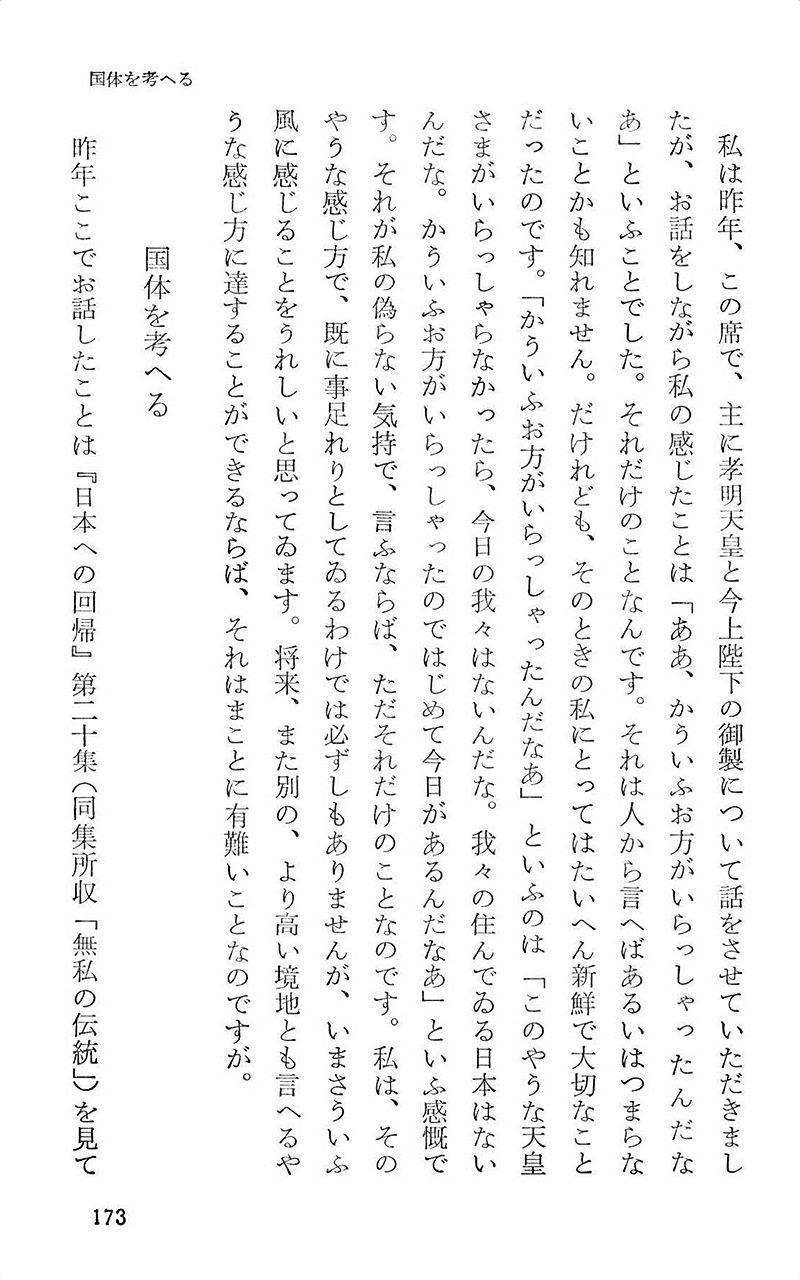 国体を考へる
　私は昨年、この席で、主に孝明天皇と今上陛下の御製について話をさせていただきまし
たが、お話をしながら私の感じたことは「ああ、かういふお方がいらっしゃったんだな
あ」といふことでした。それだけのことなんです。それは人から言へばあるいはつまらな
いことかも知れません。だけれども、そのときの私にとってはたいへん新鮮で大切なこと
だったのです。「かういふお方がいらっしゃったんだなあ」といふのは「このやうな天皇
さまがいらっしゃらなかったら、今日の我々はないんだな。我々の住んでゐる日本はない
んだな。かういふお方がいらっしゃったのではじめて今日があるんだなあ」といふ感慨で
す。それが私の偽らない気持で、言ふならば、ただそれだけのことなのです。私は、その
やうな感じ方で、既に事足れりとしてゐるわけでは必ずしもありませんが、いまさういふ
風に感じることをうれしいと思ってゐます。将来、また別の、より高い境地とも言へるや
うな感じ方に達することができるならば、それはまことに有難いことなのですが。
国体を考へる
　昨年ここでお話したことは『日本への回帰』第二十集（同集所収「無私の伝統」）を見て
173